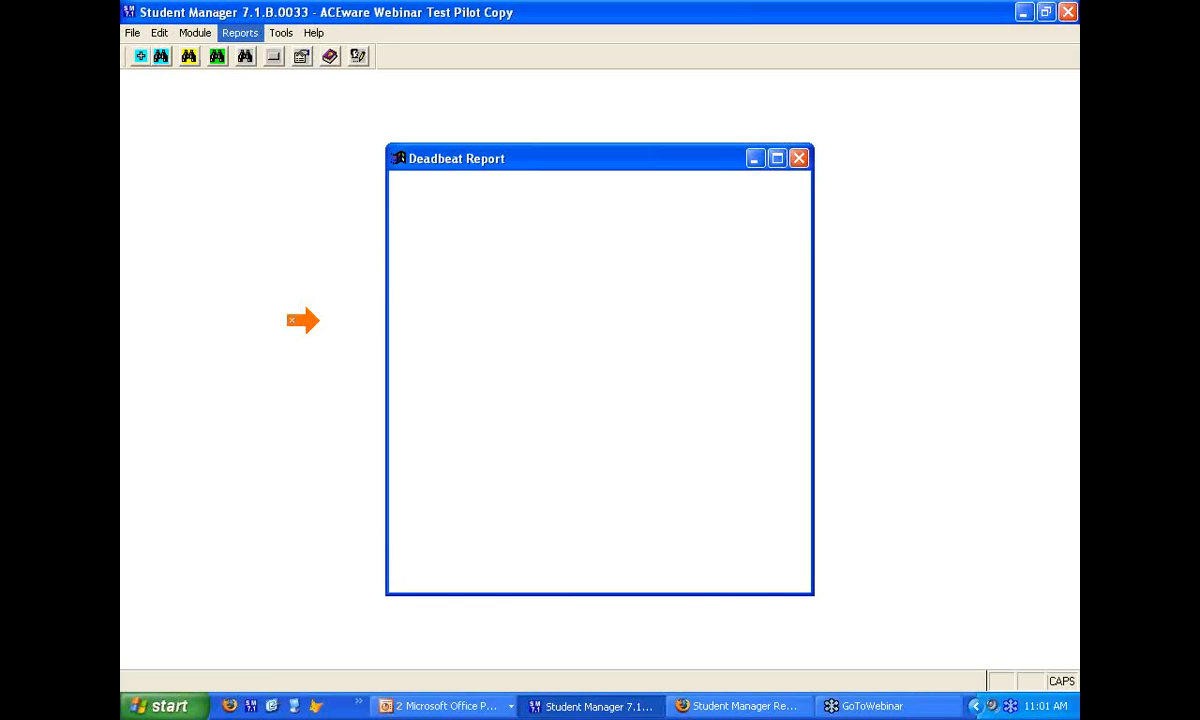 Student Manager 7.1.B.0033 - ACEware Webinar Test Pilot Copy
File Edit Module Reports Tools Help
Deadbeat Report
CAPS
start
2 Microsoft Office P...
Student Manager 7.1...
Student Manager Re...
GoToWebinar
11:01 AM